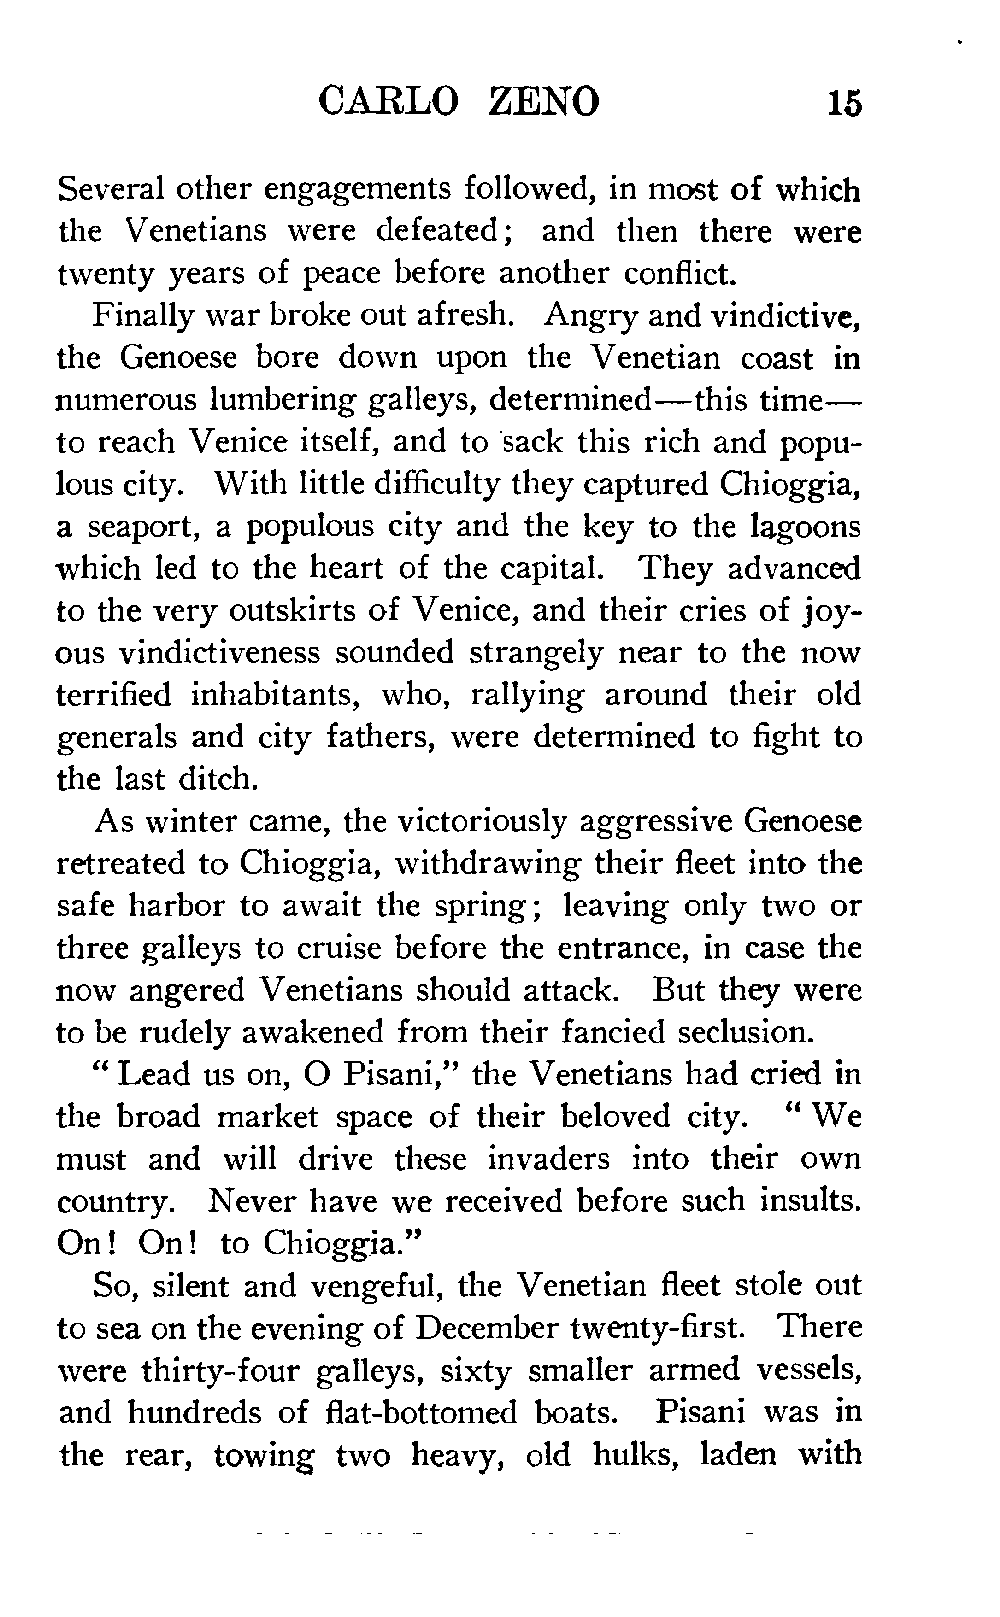 CARLO ZENO 15
Several other engagements followed, in most of which
the Venetians were defeated; and then there were
twenty years of peace before another conflict.
Finally war broke out afresh. Angry and vindictive,
the Genoese bore down upon the Venetian coast in
numerous lumbering galleys, determined—this time—
to reach Venice itself, and to sack this rich and popu-
lous city. With little difficulty they captured Chioggia,
a seaport, a populous city and the key to the lagoons
which led to the heart of the capital. They advanced
to the very outskirts of Venice, and their cries of joy-
ous vindictiveness sounded strangely near to the now
terrified inhabitants, who, rallying around their old
generals and city fathers, were determined to fight to
the last ditch.
As winter came, the victoriously aggressive Genoese
retreated to Chioggia, withdrawing their fleet into the
safe harbor to await the spring; leaving only two or
three galleys to cruise before the entrance, in case the
now angered Venetians should attack. But they were
to be rudely awakened from their fancied seclusion.
“ Lead us on, O Pisani,” the Venetians had cried in
the broad market space of their beloved city. “ We
must and will drive these invaders into their own
country. Never have we received before such insults.
On! On! to Chioggia.”
So, silent and vengeful, the Venetian fleet stole out
to sea on the evening of December twenty-first. There
were thirty-four galleys, sixty smaller armed vessels,
and hundreds of flat-bottomed boats. Pisani was in
the rear, towing two heavy, old hulks, laden with